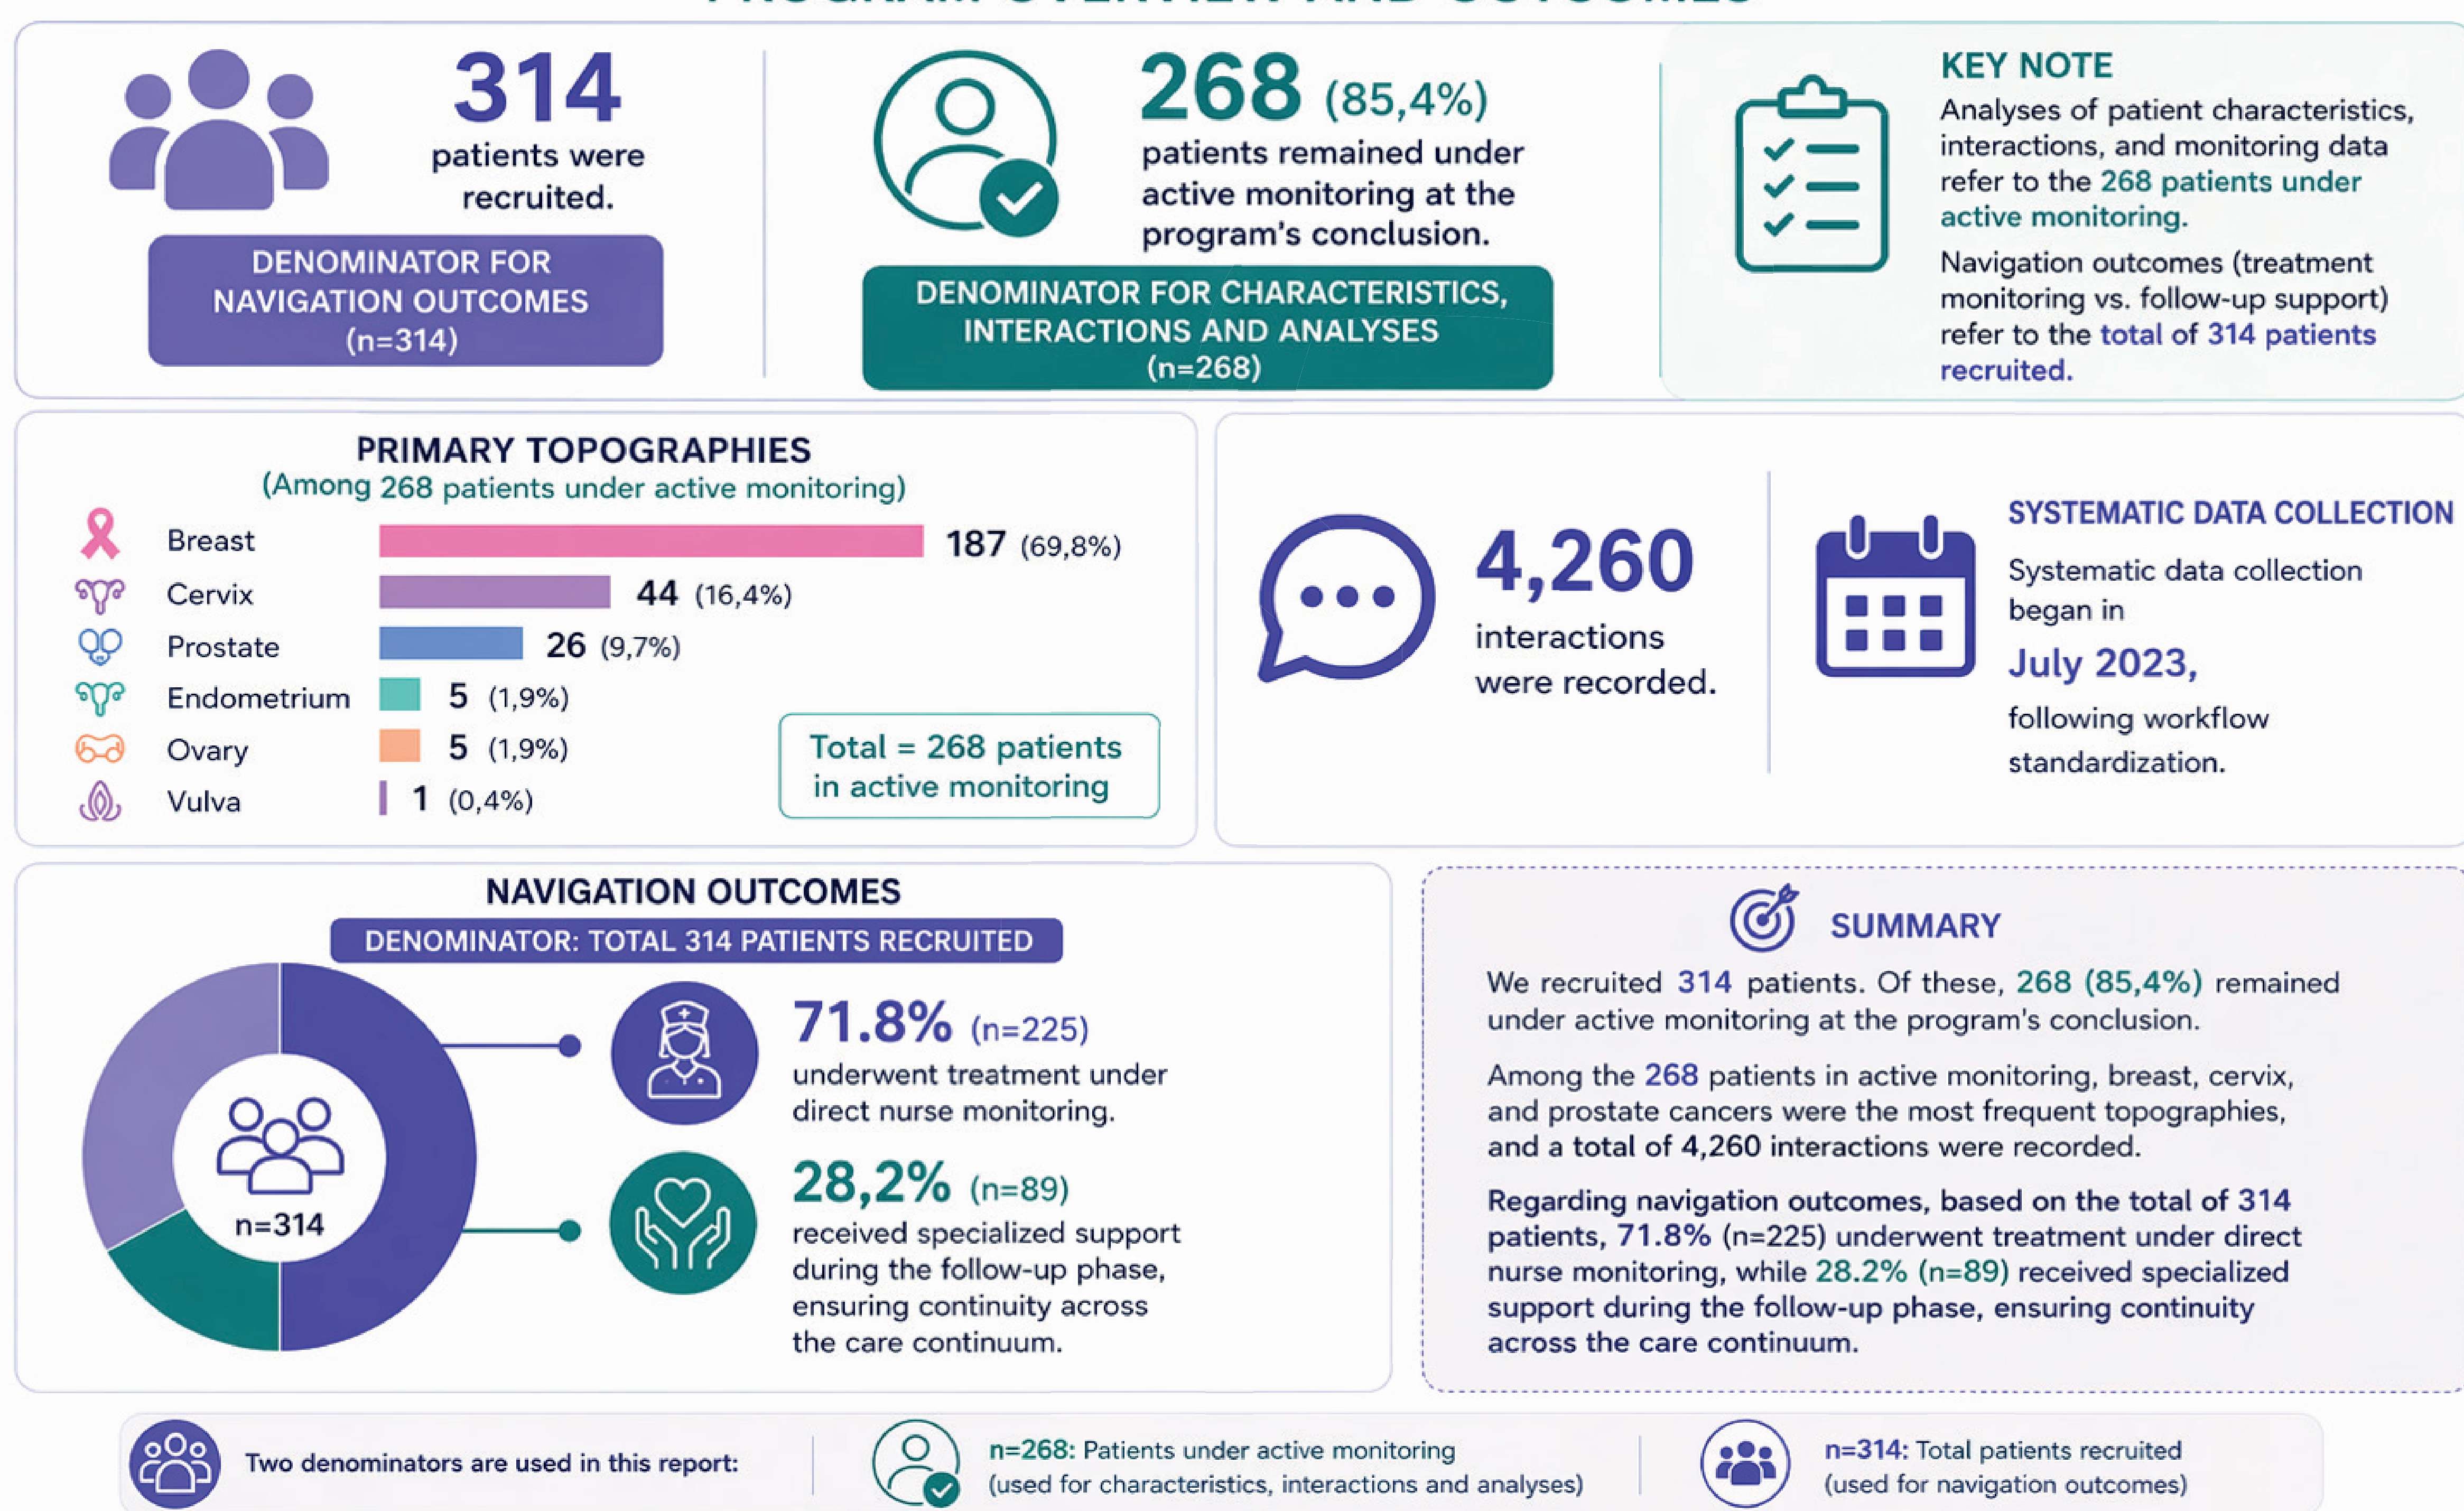 PROGRAM OVERVIEW AND OUTCOMES
314
patients were
recruited.
DENOMINATOR FOR
NAVIGATION OUTCOMES
(n=314)
268 (85,4%)
patients remained under
active monitoring at the
program's conclusion.
DENOMINATOR FOR CHARACTERISTICS,
INTERACTIONS AND ANALYSES
(n=268)
KEY NOTE
Analyses of patient characteristics,
interactions, and monitoring data
refer to the 268 patients under
active monitoring.
Navigation outcomes (treatment
monitoring vs. follow-up support)
refer to the total of 314 patients
recruited.
PRIMARY TOPOGRAPHIES
(Among 268 patients under active monitoring)
Breast 187 (69,8%)
Cervix 44 (16,4%)
Prostate 26 (9,7%)
Endometrium 5 (1,9%)
Ovary 5 (1,9%)
Vulva 1 (0,4%)
Total = 268 patients
in active monitoring
4,260
interactions
were recorded.
SYSTEMATIC DATA COLLECTION
Systematic data collection
began in
July 2023,
following workflow
standardization.
NAVIGATION OUTCOMES
DENOMINATOR: TOTAL 314 PATIENTS RECRUITED
n=314
71.8% (n=225)
underwent treatment under
direct nurse monitoring.
28,2% (n=89)
received specialized support
during the follow-up phase,
ensuring continuity across
the care continuum.
SUMMARY
We recruited 314 patients. Of these, 268 (85,4%) remained
under active monitoring at the program's conclusion.
Among the 268 patients in active monitoring, breast, cervix,
and prostate cancers were the most frequent topographies,
and a total of 4,260 interactions were recorded.
Regarding navigation outcomes, based on the total of 314
patients, 71.8% (n=225) underwent treatment under direct
nurse monitoring, while 28.2% (n=89) received specialized
support during the follow-up phase, ensuring continuity
across the care continuum.
Two denominators are used in this report:
n=268: Patients under active monitoring
(used for characteristics, interactions and analyses)
n=314: Total patients recruited
(used for navigation outcomes)